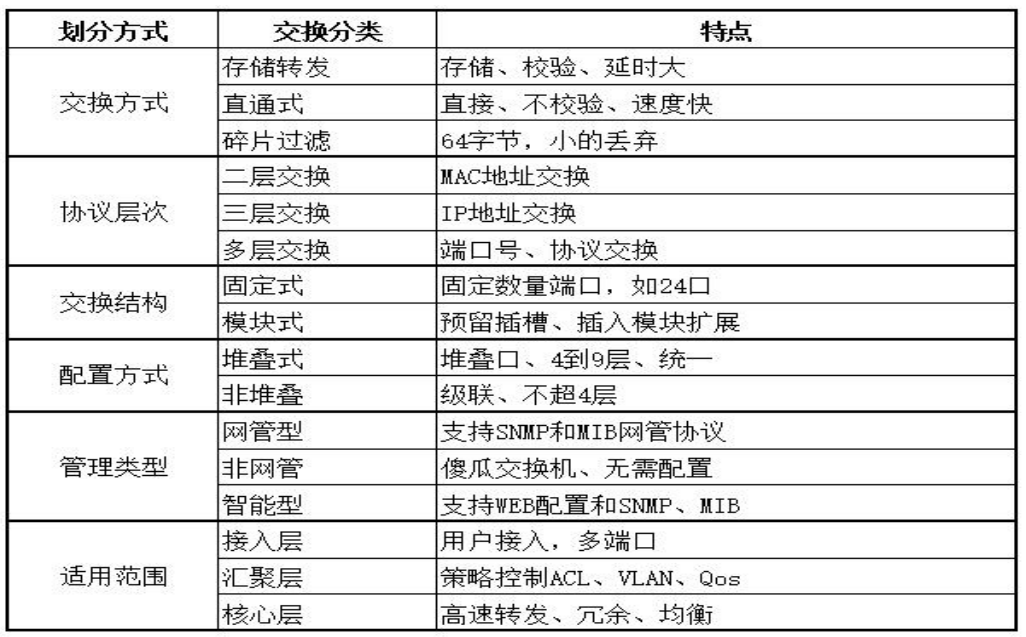 划分方式 交换分类 特点
交换方式 存储转发 存储、校验、延时大
直通式 直接、不校验、速度快
碎片过滤 64字节，小的丢弃
协议层次 二层交换 MAC地址交换
三层交换 IP地址交换
多层交换 端口号、协议交换
交换结构 固定式 固定数量端口，如24口
模块式 预留插槽、插入模块扩展
配置方式 堆叠式 堆叠口、4到9层、统一
非堆叠 级联、不超4层
管理类型 网管型 支持SNMP和MIB网管协议
非网管 傻瓜交换机、无需配置
智能型 支持WEB配置和SNMP、MIB
适用范围 接入层 用户接入，多端口
汇聚层 策略控制ACL、VLAN、Qos
核心层 高速转发、冗余、均衡